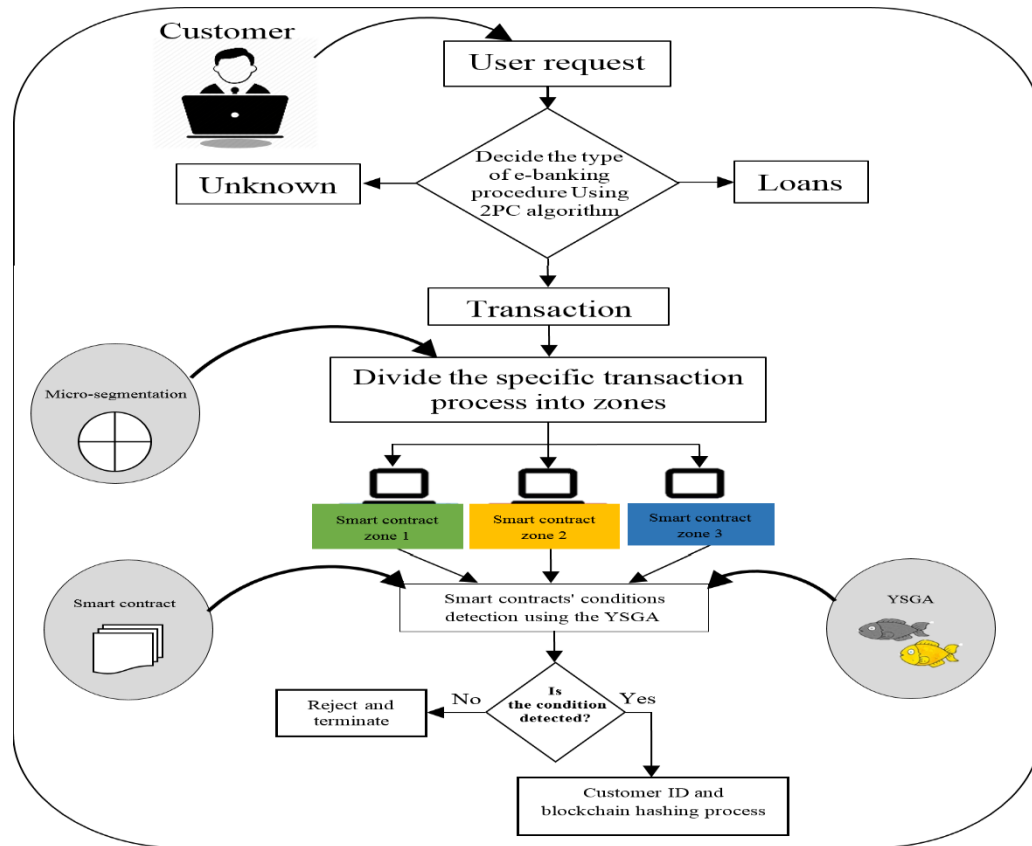 Customer
User request
Decide the type
of e-banking
procedure Using
2PC algorithm
Unknown
Loans
Transaction
Micro-segmentation
Divide the specific transaction
process into zones
Smart contract
zone 1
Smart contract
zone 2
Smart contract
zone 3
Smart contract
Smart contracts' conditions
detection using the YSGA
YSGA
Is
the condition
detected?
No
Yes
Reject and
terminate
Customer ID and
blockchain hashing process